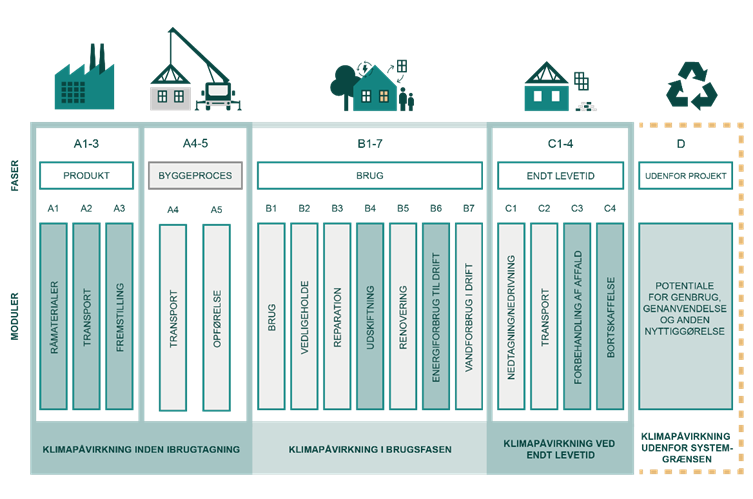 A1-3
A4-5
B1-7
C1-4
D
FASER
PRODUKT
BYGGEPROCES
BRUG
ENDT LEVETID
UDENFOR PROJEKT
A1
A2
A3
A4
A5
B1
B2
B3
B4
B5
B6
B7
C1
C2
C3
C4
MODULER
RÅMATERIALER
TRANSPORT
FREMSTILLING
TRANSPORT
OPFØRELSE
BRUG
VEDLIGEHOLDE
REPARATION
UDSKIFTNING
RENOVERING
ENERGIFORBRUG TIL DRIFT
VANDFORBRUG I DRIFT
NEDTAGNING/NEDRIVNING
TRANSPORT
FORBEHANDLING AF AFFALD
BORTSKAFFELSE
POTENTIALE
FOR GENBRUG,
GENANVENDELSE
OG ANDEN
NYTTIGGØRELSE
KLIMAPÅVIRKNING INDEN IBRUGTAGNING
KLIMAPÅVIRKNING I BRUGSFASEN
KLIMAPÅVIRKNING VED
ENDT LEVETID
KLIMAPÅVIRKNING
UDENFOR SYSTEM-
GRÆNSEN